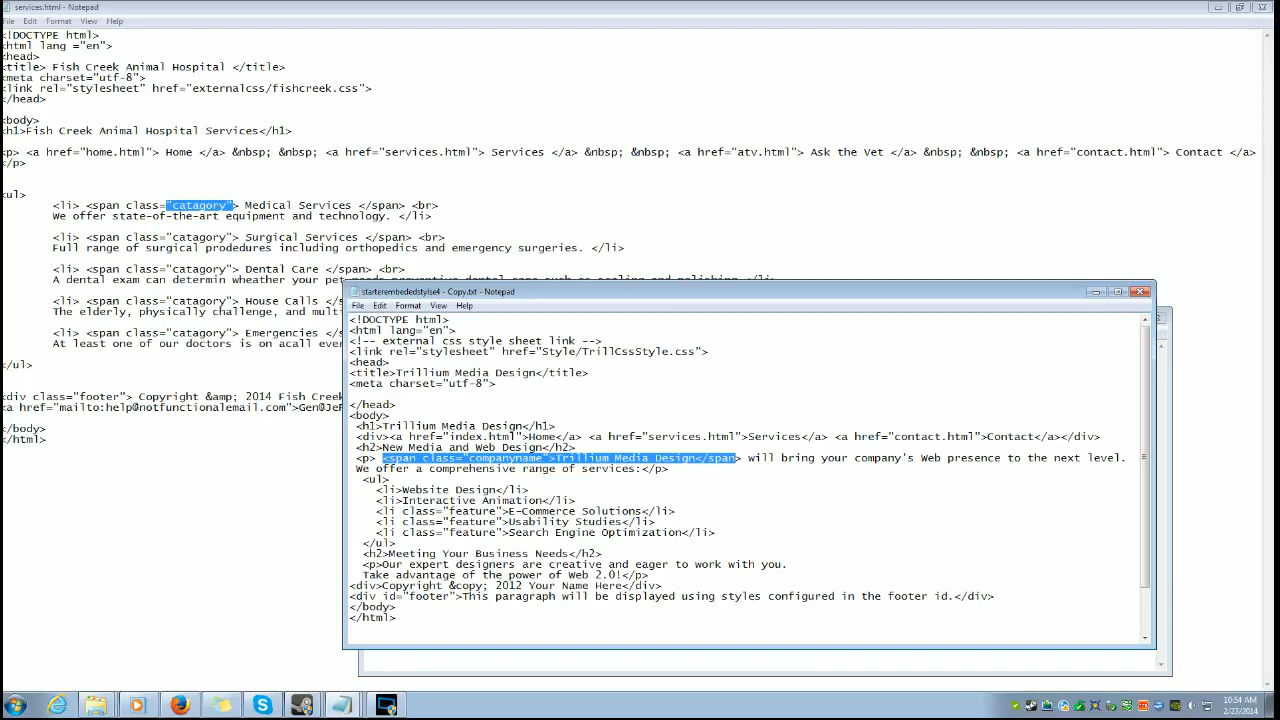 services.html - Notepad
File Edit Format View Help
<!DOCTYPE html>
<html lang ="en">
<head>
<title> Fish Creek Animal Hospital </title>
<meta charset="utf-8">
<link rel="stylesheet" href="externalcss/fishcreek.css">
</head>
<body>
<h1>Fish Creek Animal Hospital Services</h1>
<p> <a href="home.html"> Home </a> &nbsp; &nbsp; <a href="services.html"> Services </a> &nbsp; &nbsp; <a href="atv.html"> Ask the Vet </a> &nbsp; &nbsp; <a href="contact.html"> Contact </a>
</p>
<ul>
<li> <span class="catagory"> Medical Services </span> <br>
We offer state-of-the-art equipment and technology. </li>
<li> <span class="catagory"> Surgical Services </span> <br>
Full range of surgical prodedures including orthopedics and emergency surgeries. </li>
<li> <span class="catagory"> Dental Care </span> <br>
A dental exam can determin wheather your pet needs preventive dental care such as scaling and polishing. </li>
<li> <span class="catagory"> House Calls </s
The elderly, physically challenge, and mult
<li> <span class="catagory"> Emergencies </s
At least one of our doctors is on acall ever
</ul>
<div class="footer"> Copyright &amp; 2014 Fish Creek
<a href="mailto:help@notfunctionalemail.com">Gen@JeF
</body>
</html>
starterembededstylse4 - Copy.txt - Notepad
File Edit Format View Help
<!DOCTYPE html>
<html lang="en">
<!-- external css style sheet link -->
<link rel="stylesheet" href="Style/TrillCssStyle.css">
<head>
<title>Trillium Media Design</title>
<meta charset="utf-8">
</head>
<body>
<h1>Trillium Media Design</h1>
<div><a href="index.html">Home</a> <a href="services.html">Services</a> <a href="contact.html">Contact</a></div>
<h2>New Media and Web Design</h2>
<p> <span class="companyname">Trillium Media Design</span> will bring your company's Web presence to the next level.
We offer a comprehensive range of services:</p>
<ul>
<li>Website Design</li>
<li>Interactive Animation</li>
<li class="feature">E-Commerce Solutions</li>
<li class="feature">Usability Studies</li>
<li class="feature">Search Engine Optimization</li>
</ul>
<h2>Meeting Your Business Needs</h2>
<p>Our expert designers are creative and eager to work with you.
Take advantage of the power of Web 2.0!</p>
<div>Copyright &copy; 2012 Your Name Here</div>
<div id="footer">This paragraph will be displayed using styles configured in the footer id.</div>
</body>
</html>
10:54 AM
2/23/2014